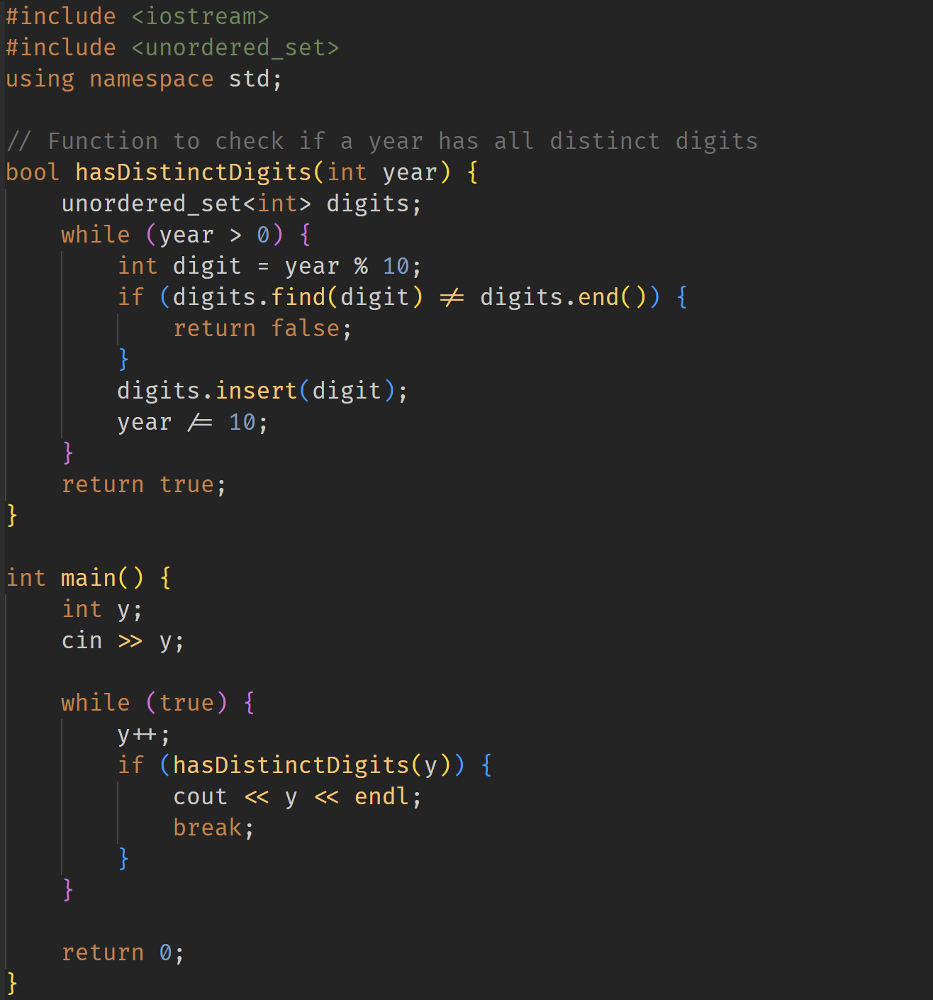 #include <iostream>
#include <unordered_set>
using namespace std;

// Function to check if a year has all distinct digits
bool hasDistinctDigits(int year) {
    unordered_set<int> digits;
    while (year > 0) {
        int digit = year % 10;
        if (digits.find(digit) != digits.end()) {
            return false;
        }
        digits.insert(digit);
        year /= 10;
    }
    return true;
}

int main() {
    int y;
    cin >> y;

    while (true) {
        y++;
        if (hasDistinctDigits(y)) {
            cout << y << endl;
            break;
        }
    }

    return 0;
}